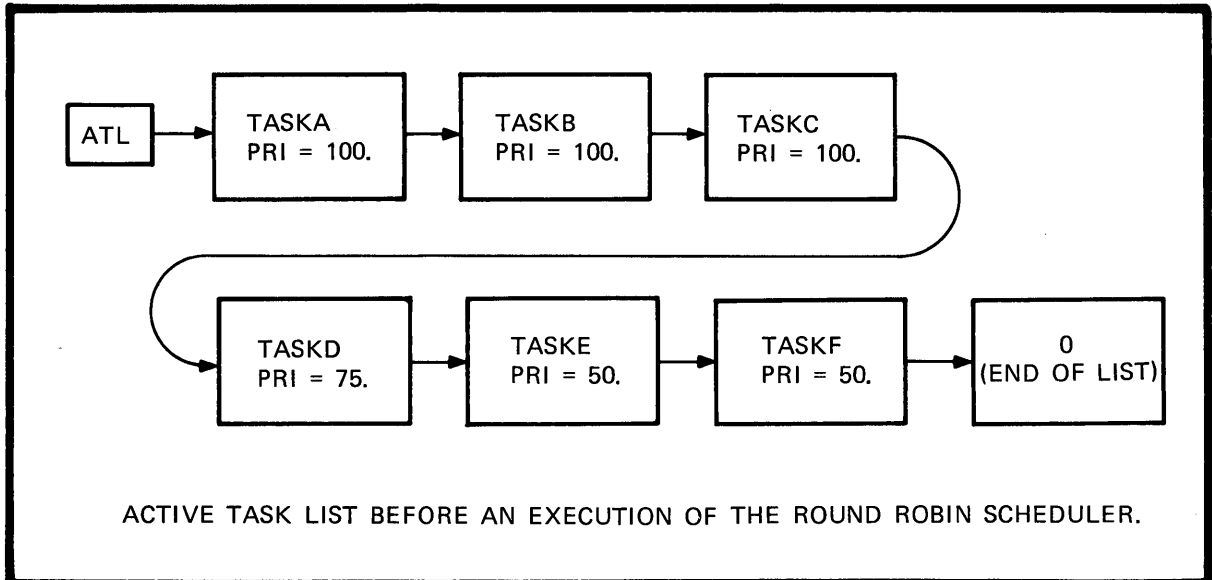 ATL
TASKA
PRI = 100.
TASKB
PRI = 100.
TASKC
PRI = 100.
TASKD
PRI = 75.
TASKE
PRI = 50.
TASKF
PRI = 50.
0
(END OF LIST)
ACTIVE TASK LIST BEFORE AN EXECUTION OF THE ROUND ROBIN SCHEDULER.